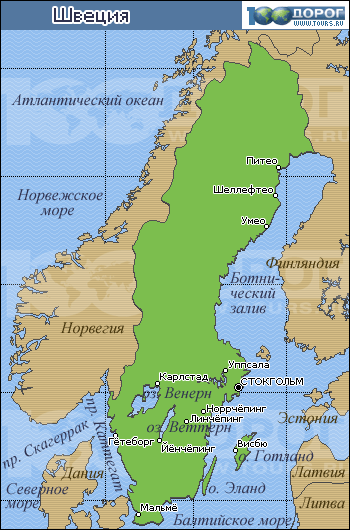 Швеция
100 ДОРОГ
WWW.TOURS.RU
Атлантический океан
Питео
Шеллефтео
Норвежское
море
Умео
Финляндия
Ботни-
ческий
залив
Норвегия
Уппсала
Карлстад
СТОКГОЛЬМ
оз. Венерн
Норрчёпинг
Линчёпинг
Эстония
оз. Веттерн
пр. Скагеррак
пр. Каттегат
Гётеборг
Йёнчёпинг
Висбю
о. Готланд
Дания
Латвия
Северное
море
о. Эланд
Мальмё
Литва
Балтийское море